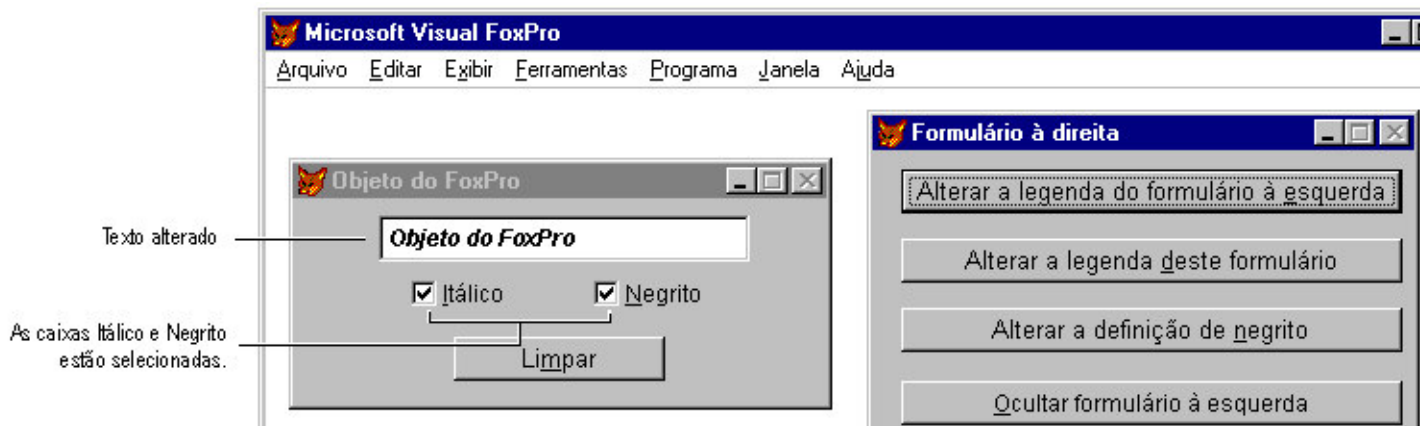 Microsoft Visual FoxPro
Arquivo Editar Exibir Ferramentas Programa Janela Ajuda
Objeto do FoxPro
Texto alterado
Objeto do FoxPro
Itálico Negrito
As caixas Itálico e Negrito
estão selecionadas.
Limpar
Formulário à direita
Alterar a legenda do formulário à esquerda
Alterar a legenda deste formulário
Alterar a definição de negrito
Ocultar formulário à esquerda